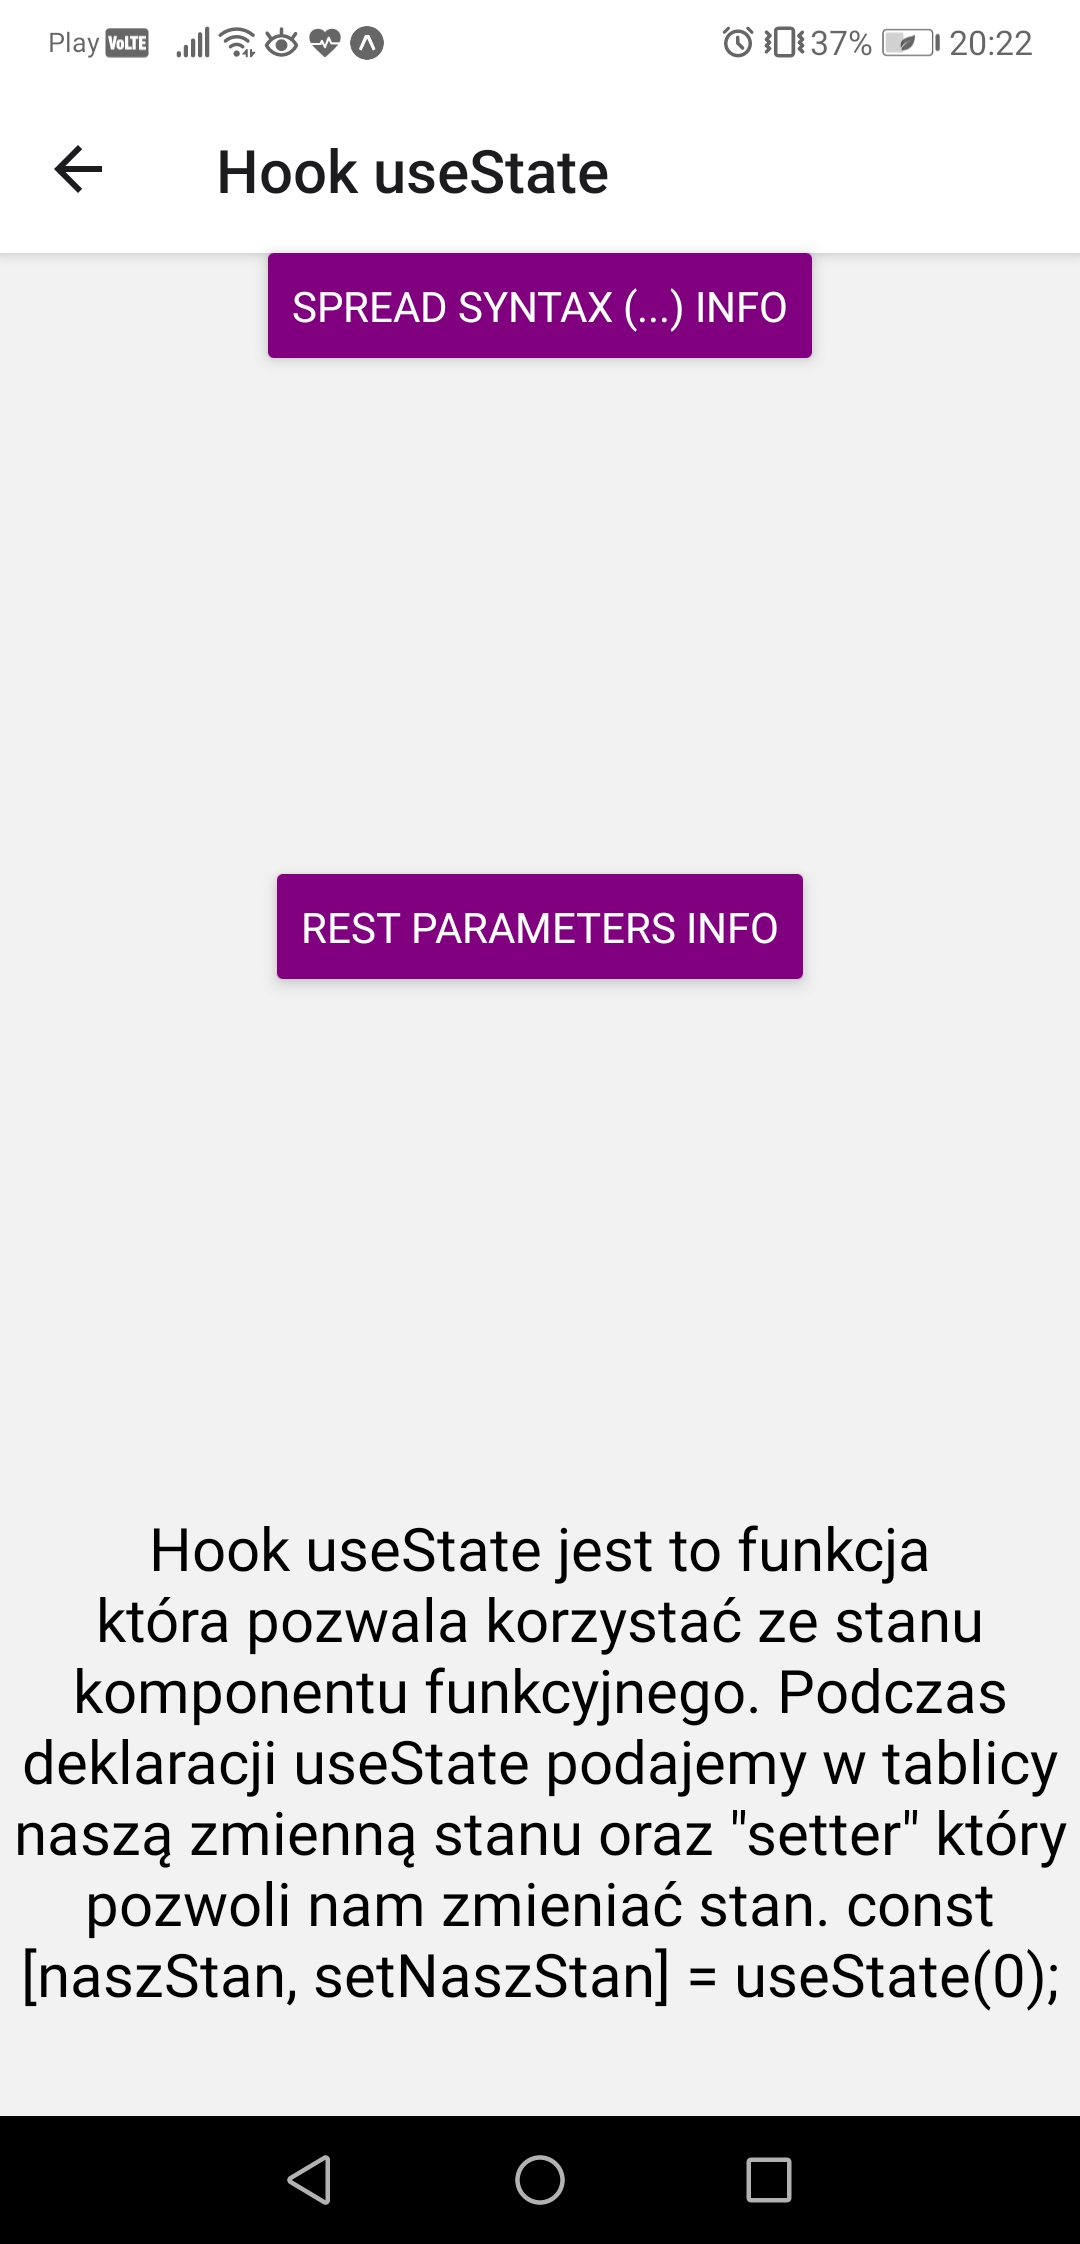 Play VoLTE 37% 20:22
Hook useState
SPREAD SYNTAX (...) INFO
REST PARAMETERS INFO
Hook useState jest to funkcja
która pozwala korzystać ze stanu
komponentu funkcyjnego. Podczas
deklaracji useState podajemy w tablicy
naszą zmienną stanu oraz "setter" który
pozwoli nam zmieniać stan. const
[naszStan, setNaszStan] = useState(0);